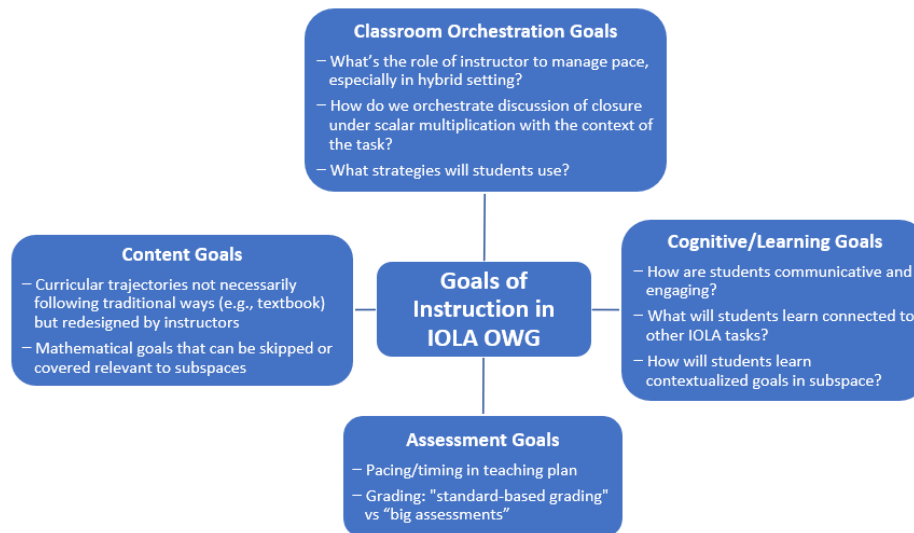 Classroom Orchestration Goals
– What's the role of instructor to manage pace,
especially in hybrid setting?
– How do we orchestrate discussion of closure
under scalar multiplication with the context of
the task?
– What strategies will students use?
Content Goals
– Curricular trajectories not necessarily
following traditional ways (e.g., textbook)
but redesigned by instructors
– Mathematical goals that can be skipped or
covered relevant to subspaces
Goals of
Instruction in
IOLA OWG
Cognitive/Learning Goals
– How are students communicative and
engaging?
– What will students learn connected to
other IOLA tasks?
– How will students learn
contextualized goals in subspace?
Assessment Goals
– Pacing/timing in teaching plan
– Grading: "standard-based grading"
vs “big assessments”